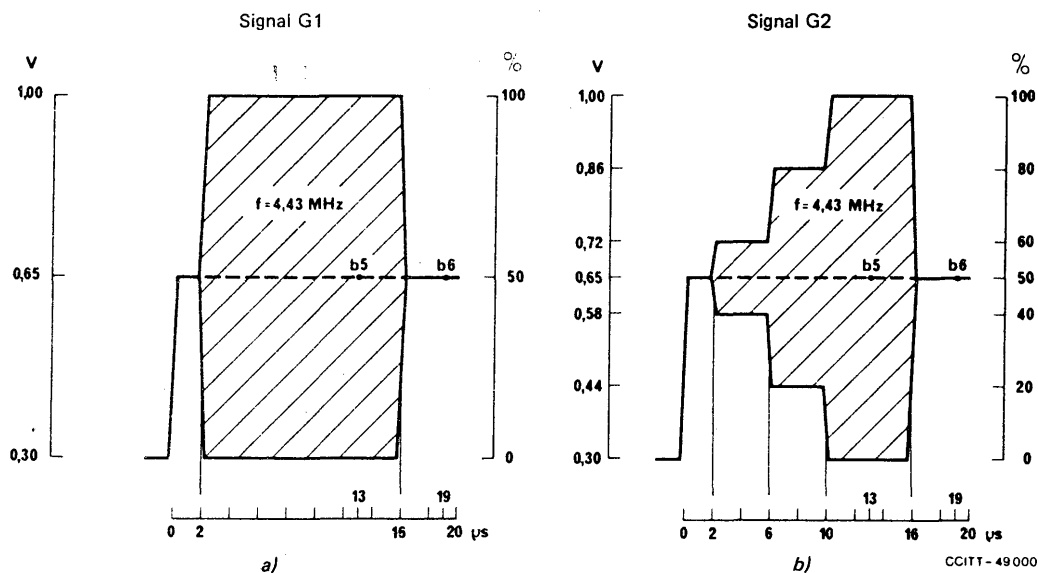 Signal G1
V
%
1,00
100
f = 4,43 MHz
b5
b6
0,65
50
0,30
0
13
19
0
2
16
20
µs
a)
Signal G2
V
%
1,00
100
0,86
80
f = 4,43 MHz
0,72
60
b5
b6
0,65
50
0,58
40
0,44
20
0,30
0
13
19
0
2
6
10
16
20
µs
b)
CCITT-49000